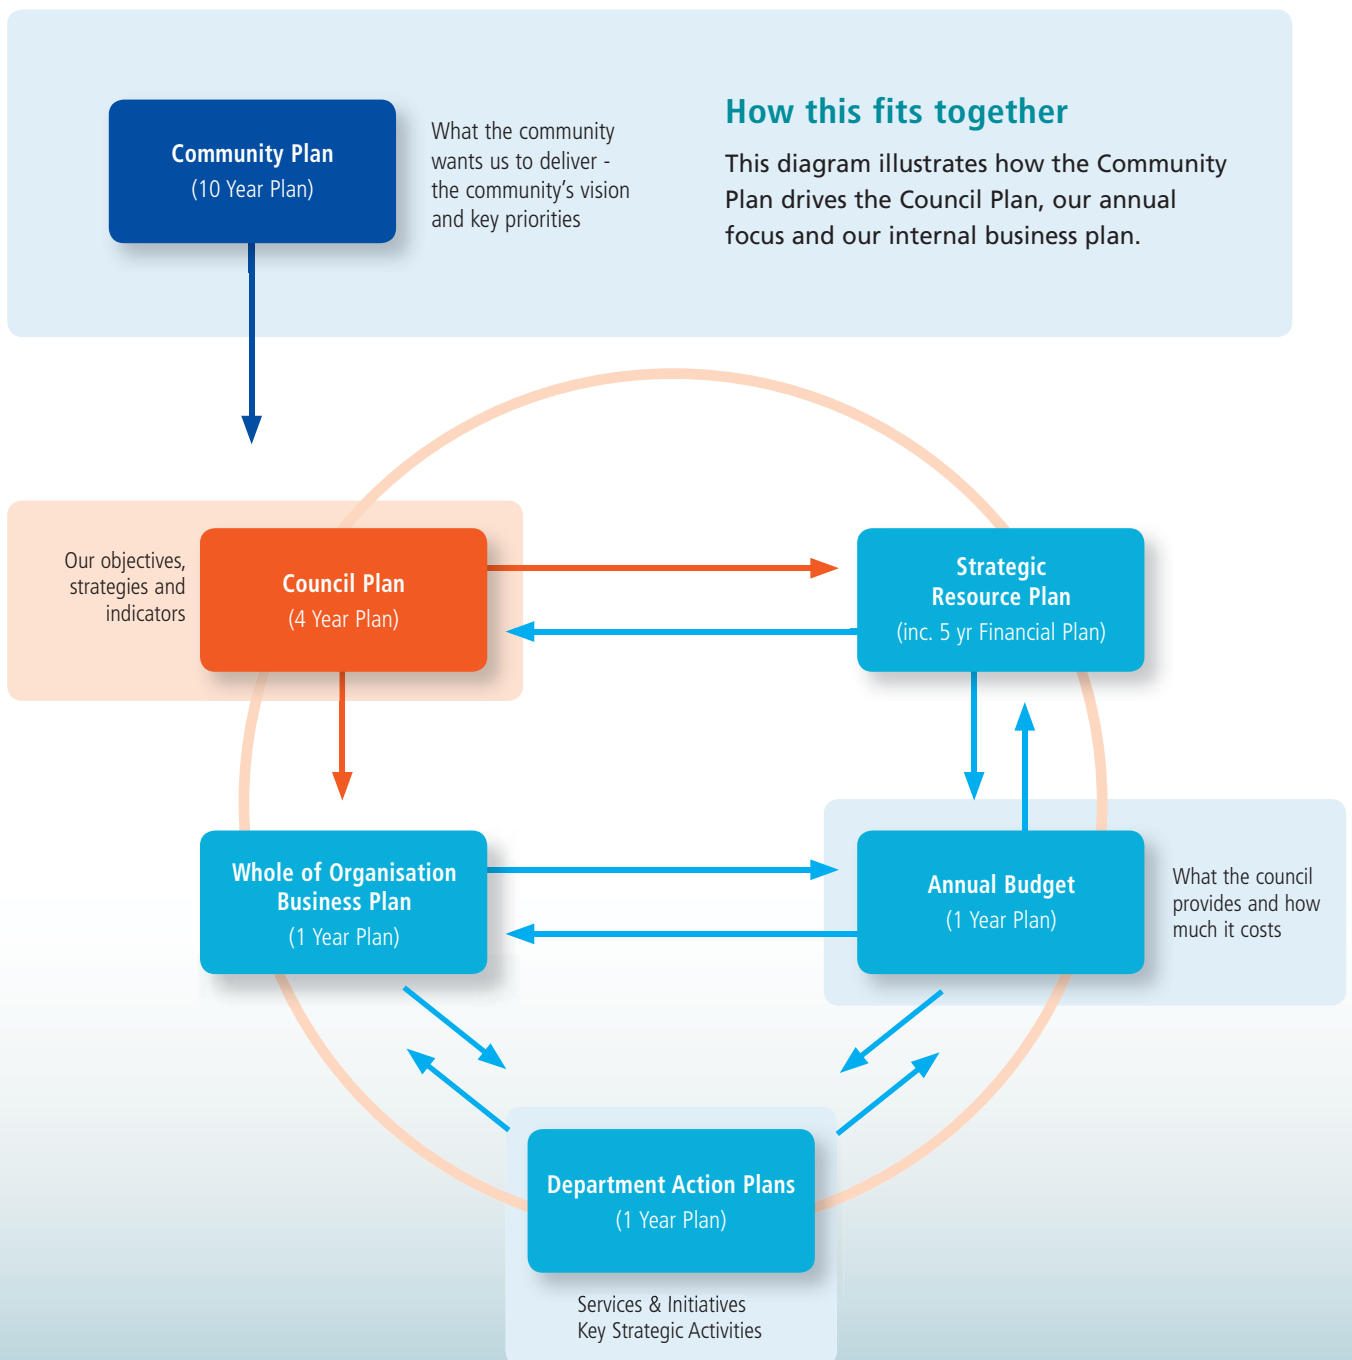 Community Plan
(10 Year Plan)
What the community
wants us to deliver -
the community's vision
and key priorities
How this fits together
This diagram illustrates how the Community
Plan drives the Council Plan, our annual
focus and our internal business plan.
Our objectives,
strategies and
indicators
Council Plan
(4 Year Plan)
Strategic
Resource Plan
(inc. 5 yr Financial Plan)
Whole of Organisation
Business Plan
(1 Year Plan)
Annual Budget
(1 Year Plan)
What the council
provides and how
much it costs
Department Action Plans
(1 Year Plan)
Services & Initiatives
Key Strategic Activities